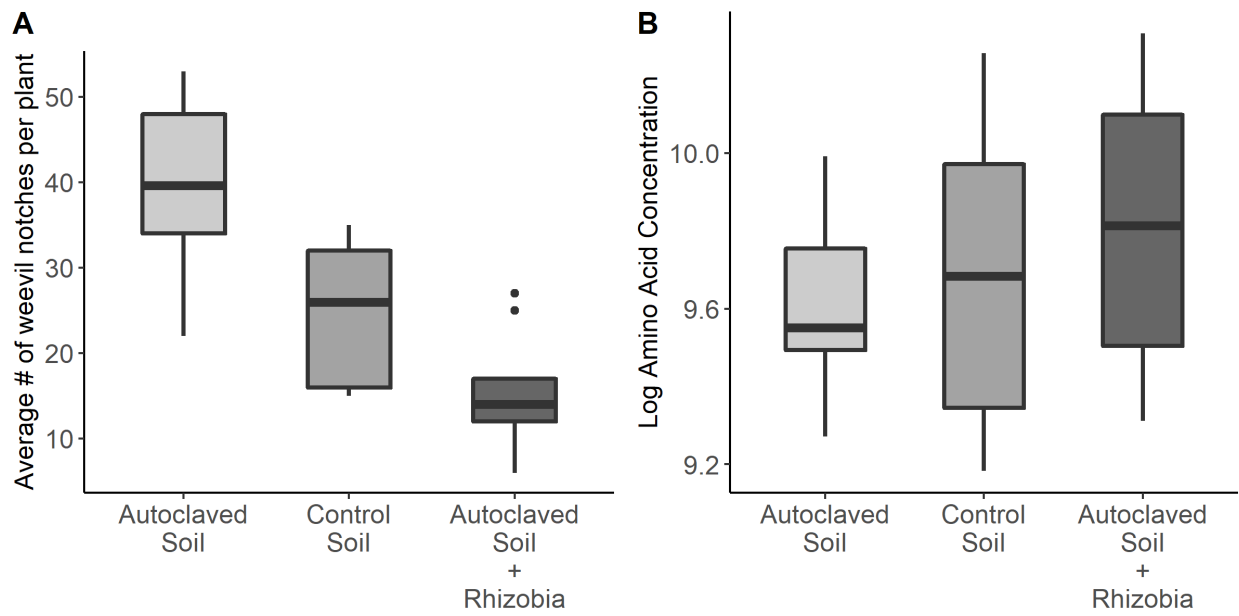 A
Average # of weevil notches per plant
50
40
30
20
10
Autoclaved
Soil
Control
Soil
Autoclaved
Soil
+
Rhizobia
B
Log Amino Acid Concentration
10.0
9.6
9.2
Autoclaved
Soil
Control
Soil
Autoclaved
Soil
+
Rhizobia